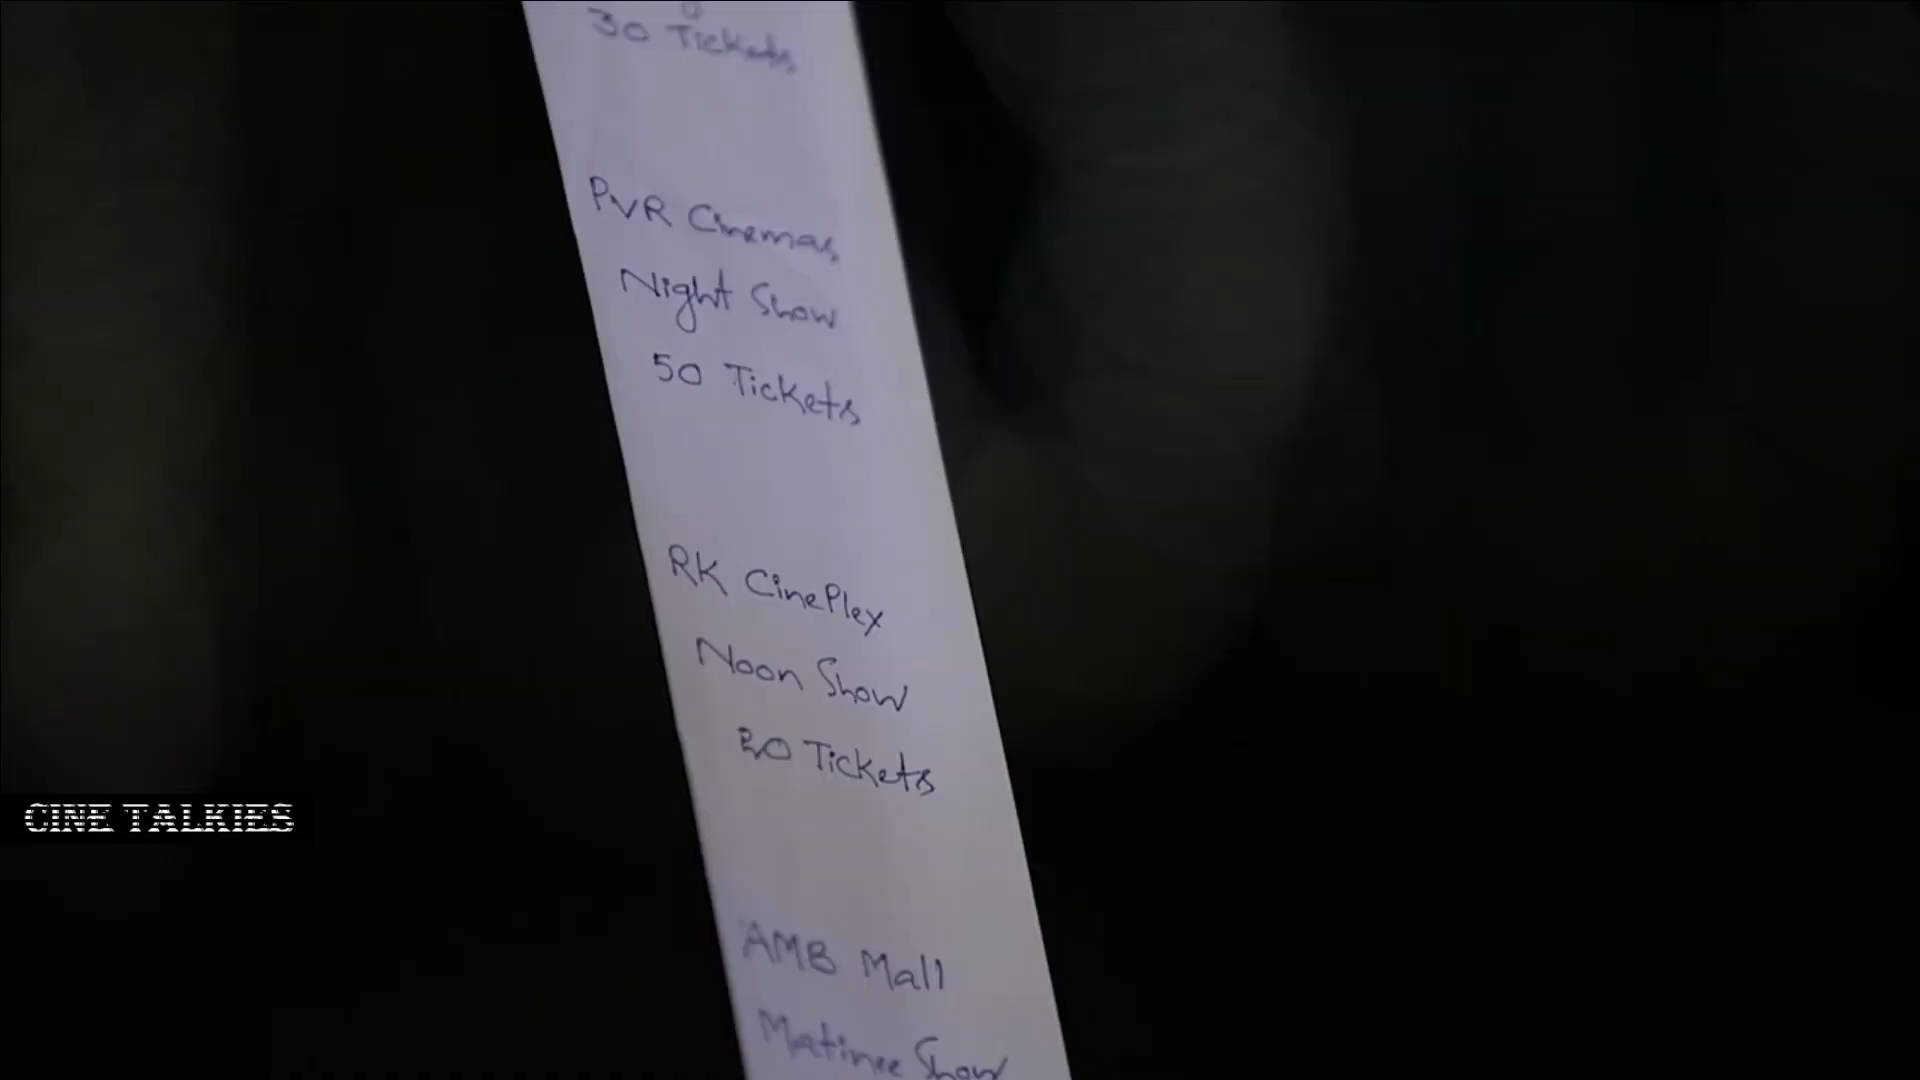 30 Tickets
PVR Cinemas
Night Show
50 Tickets
RK CinePlex
Noon Show
Tickets
AMB Mall
Matinee Show
CINE TALKIES